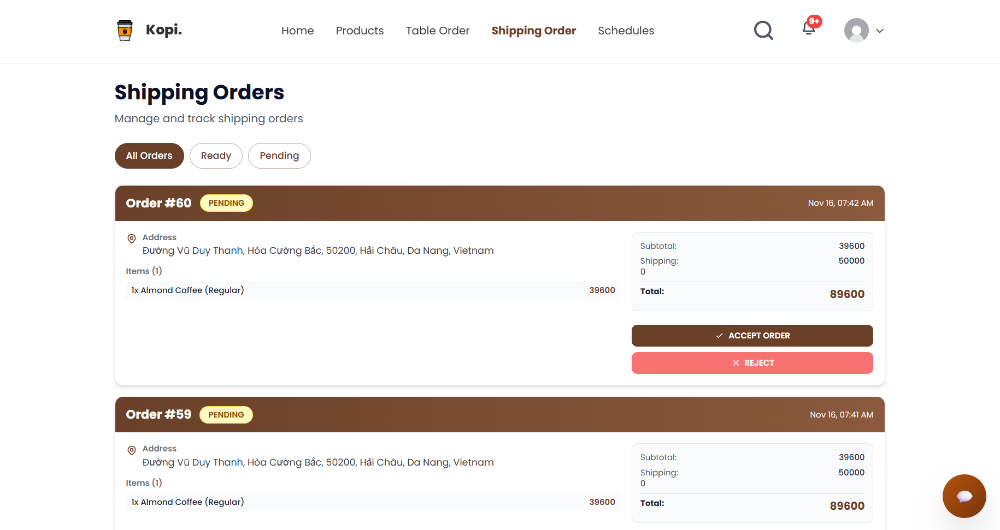 Kopi.
Home
Products
Table Order
Shipping Order
Schedules
9+
Shipping Orders
Manage and track shipping orders
All Orders
Ready
Pending
Order #60
PENDING
Nov 16, 07:42 AM
Address
Đường Vũ Duy Thanh, Hòa Cường Bắc, 50200, Hải Châu, Da Nang, Vietnam
Items (1)
1x Almond Coffee (Regular)
39600
Subtotal:
39600
Shipping:
50000
0
Total:
89600
ACCEPT ORDER
REJECT
Order #59
PENDING
Nov 16, 07:41 AM
Address
Đường Vũ Duy Thanh, Hòa Cường Bắc, 50200, Hải Châu, Da Nang, Vietnam
Items (1)
1x Almond Coffee (Regular)
39600
Subtotal:
39600
Shipping:
50000
0
Total:
89600